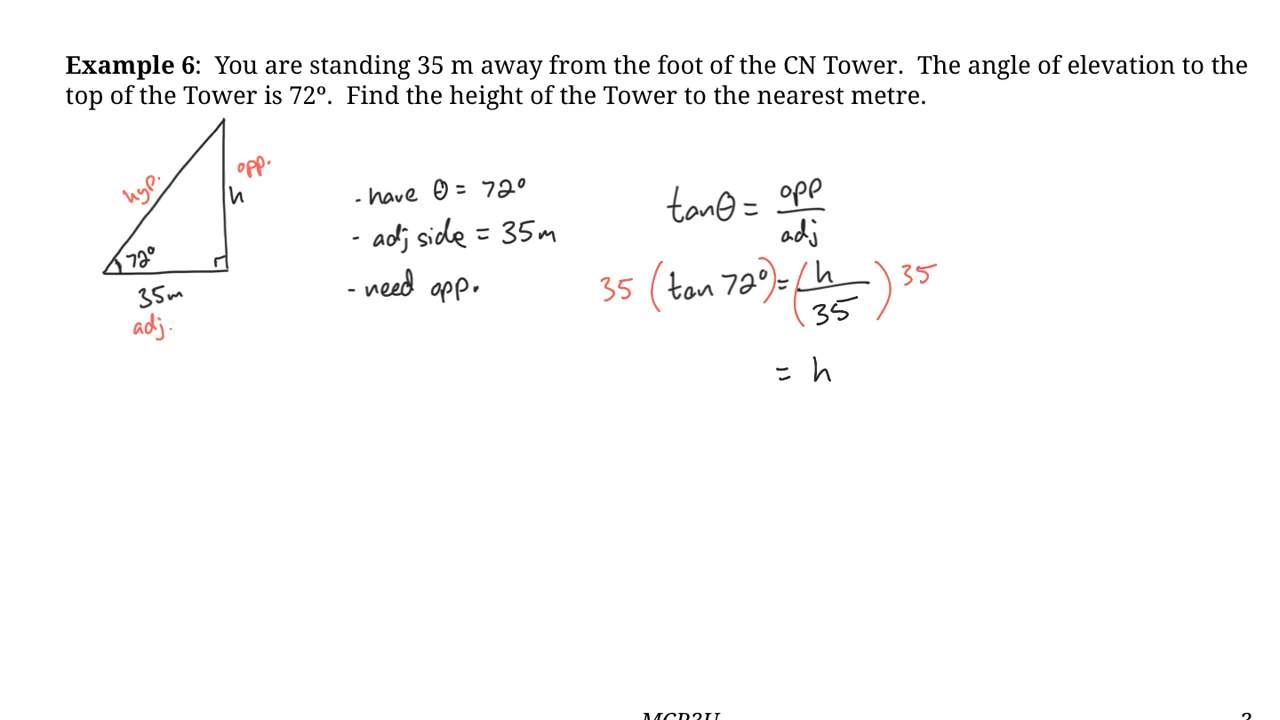 Example 6: You are standing 35 m away from the foot of the CN Tower. The angle of elevation to the
top of the Tower is 72º. Find the height of the Tower to the nearest metre.
hyp.
opp.
h
72°
35m
adj.
- have θ = 72°
- adj side = 35m
- need opp.
tanθ = opp/adj
35 (tan 72°) = (h/35) 35
= h
MCR3U